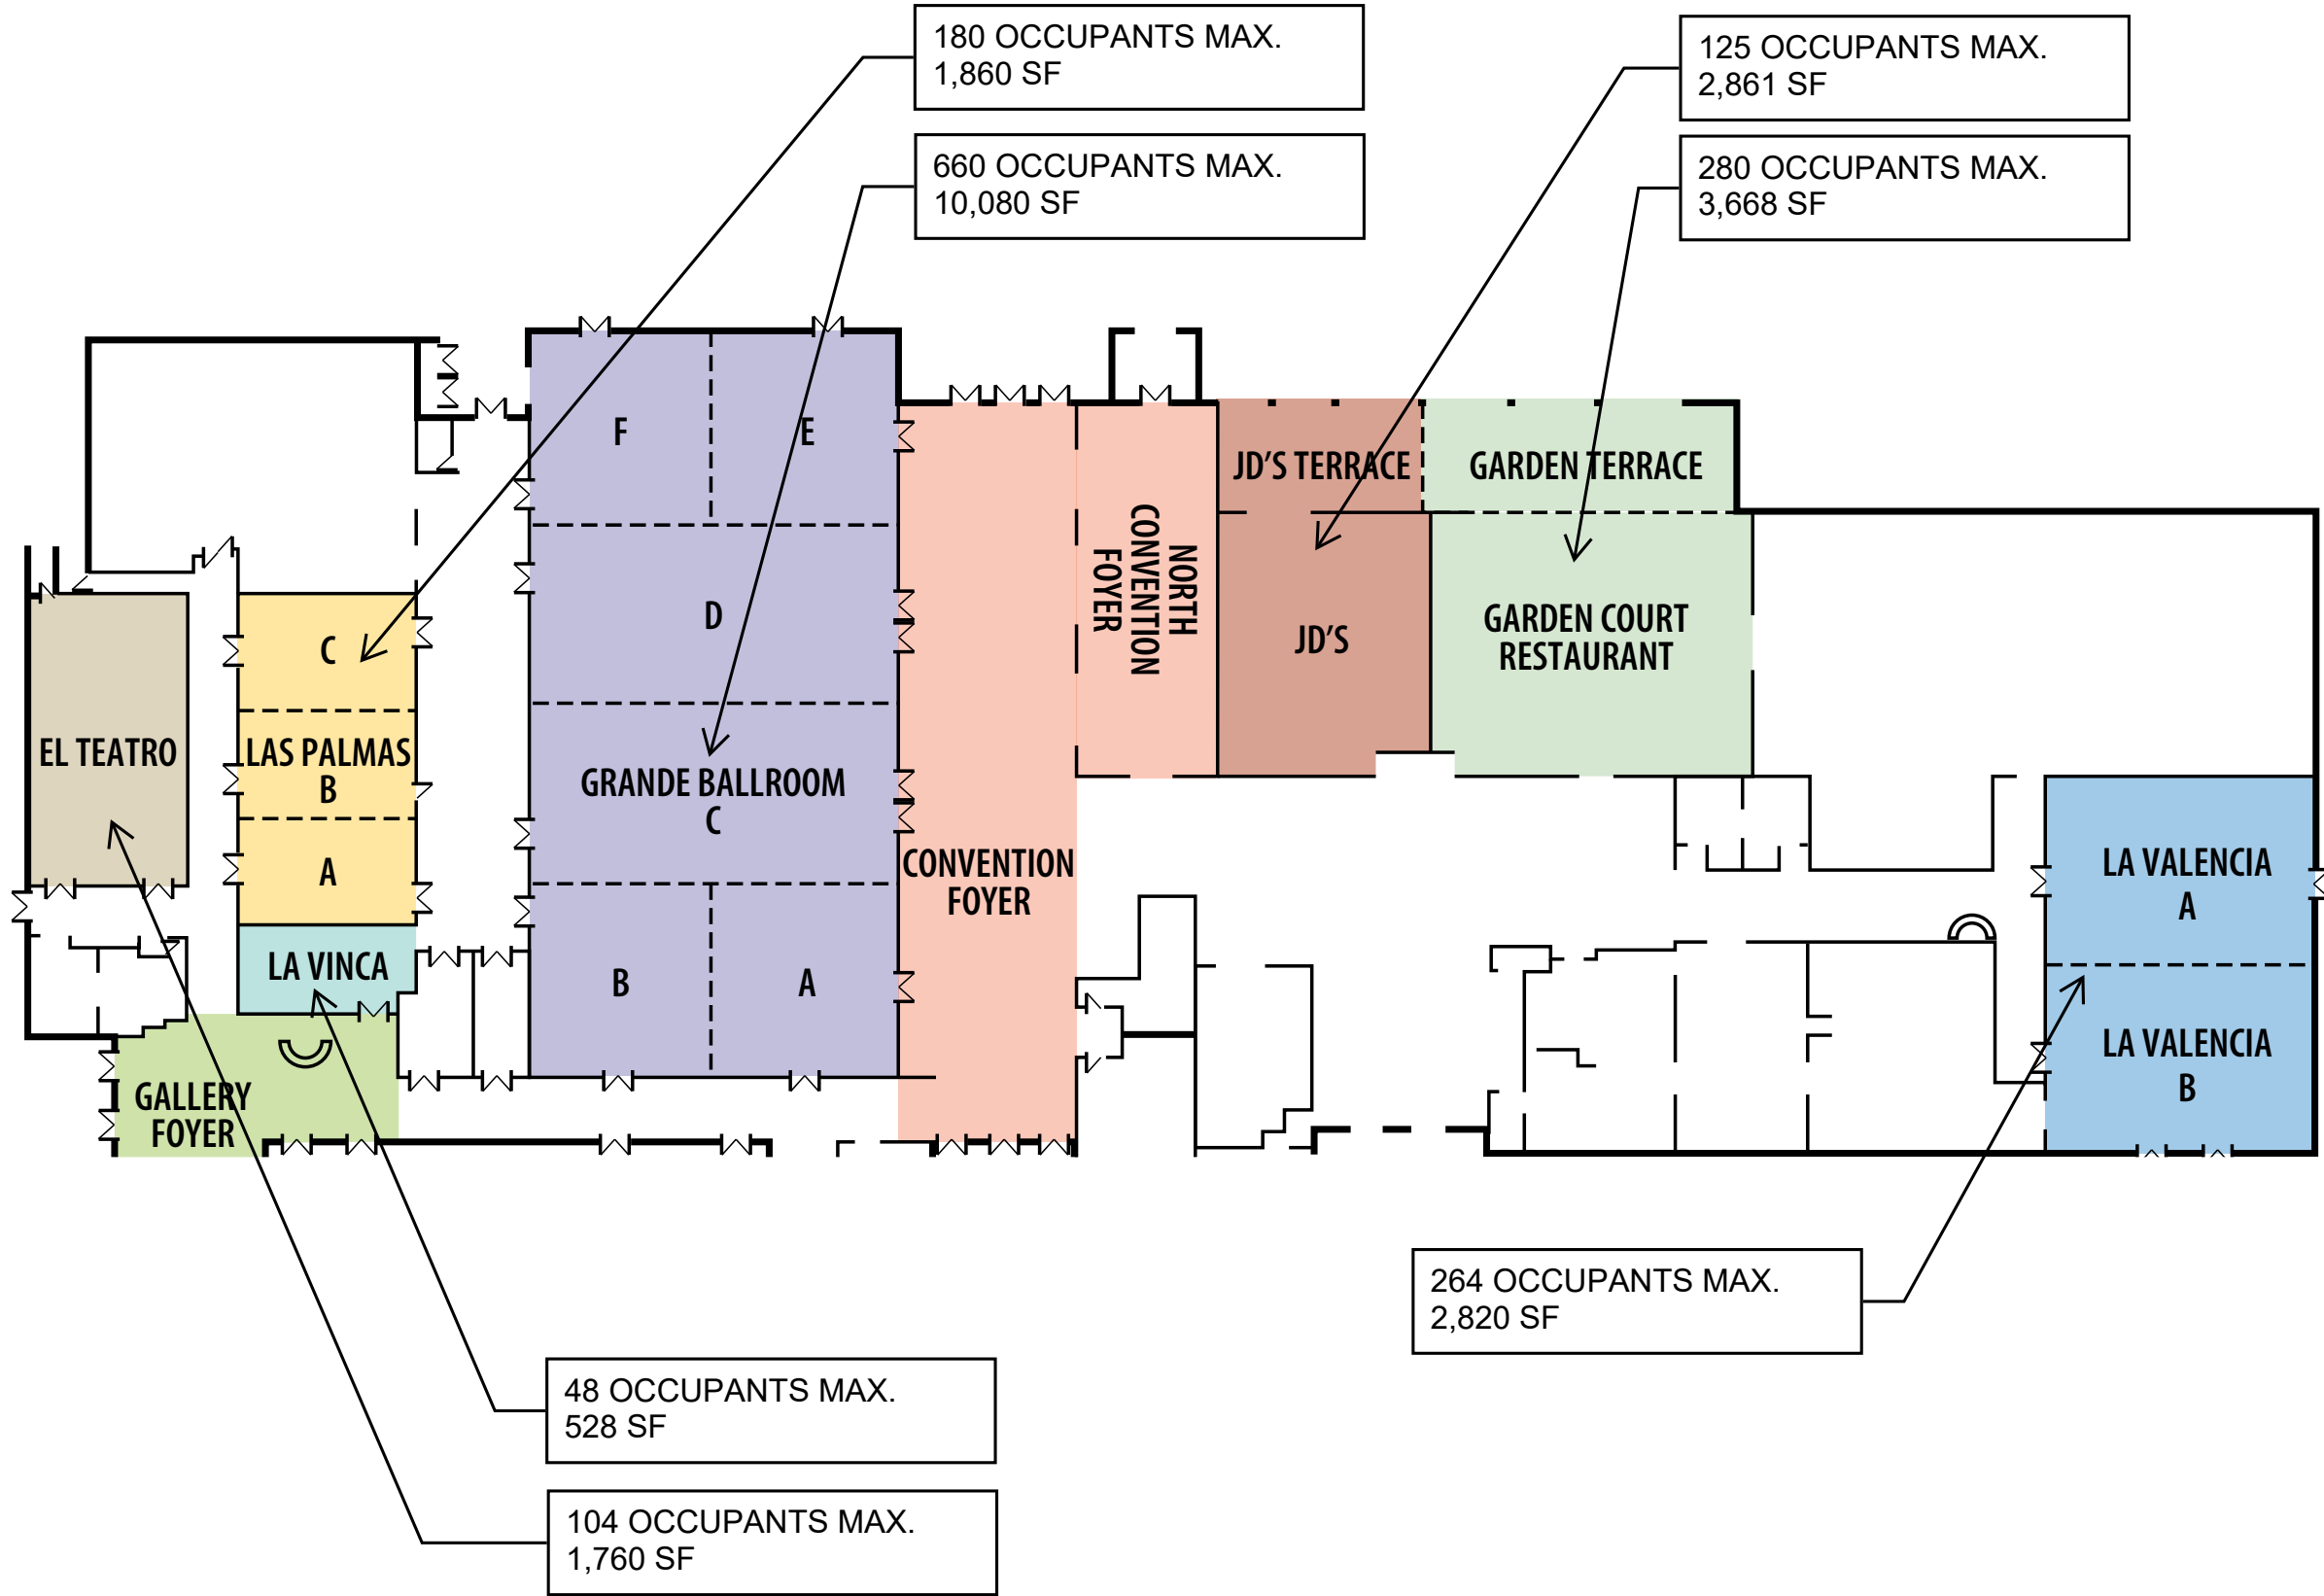 180 OCCUPANTS MAX.
1,860 SF
125 OCCUPANTS MAX.
2,861 SF
660 OCCUPANTS MAX.
10,080 SF
280 OCCUPANTS MAX.
3,668 SF
F
E
JD'S TERRACE
GARDEN TERRACE
D
C
NORTH
CONVENTION
FOYER
JD'S
GARDEN COURT
RESTAURANT
EL TEATRO
LAS PALMAS
B
A
GRANDE BALLROOM
C
CONVENTION
FOYER
LA VALENCIA
A
LA VINCA
B
A
LA VALENCIA
B
GALLERY
FOYER
264 OCCUPANTS MAX.
2,820 SF
48 OCCUPANTS MAX.
528 SF
104 OCCUPANTS MAX.
1,760 SF